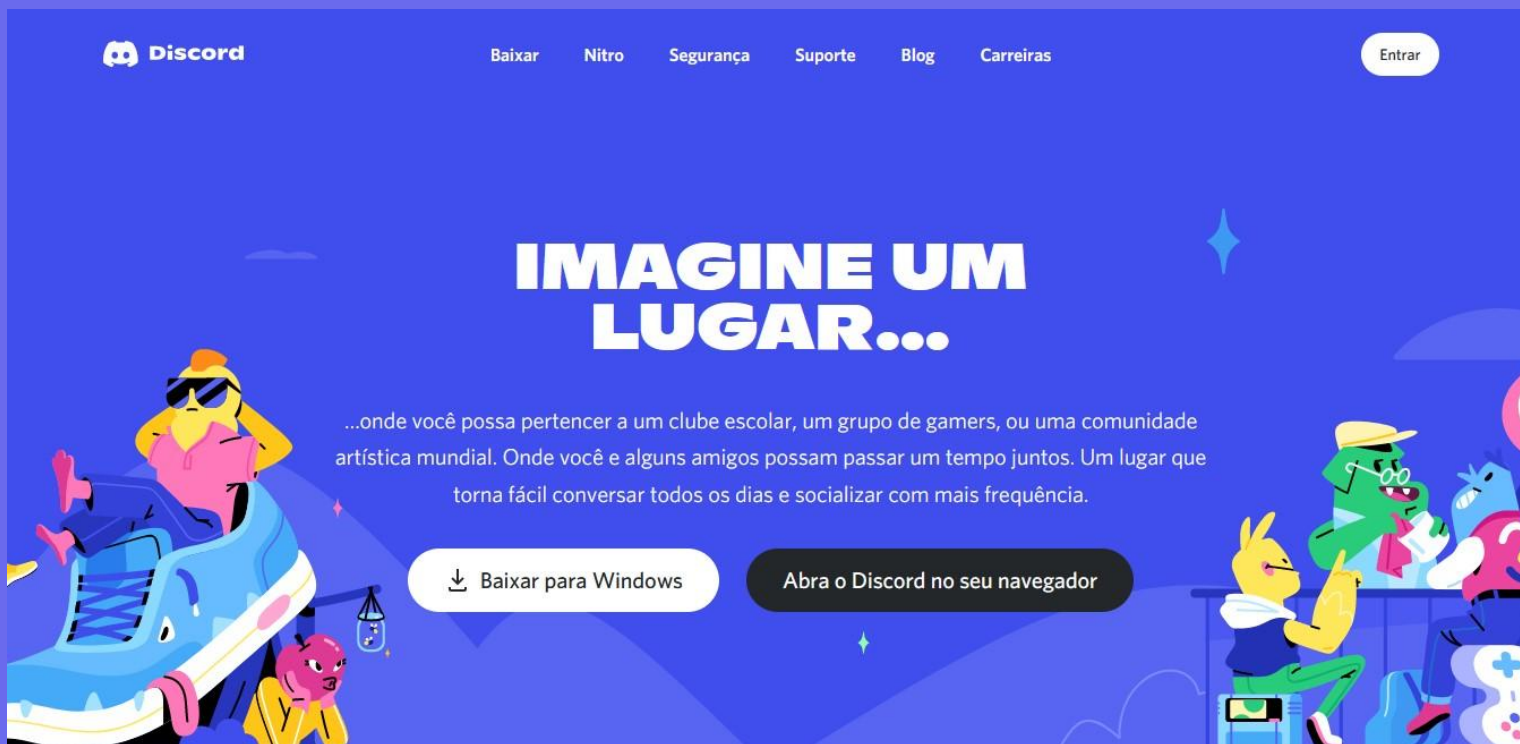 Discord
Baixar
Nitro
Segurança
Suporte
Blog
Carreiras
Entrar
IMAGINE UM
LUGAR...
...onde você possa pertencer a um clube escolar, um grupo de gamers, ou uma comunidade
artística mundial. Onde você e alguns amigos possam passar um tempo juntos. Um lugar que
torna fácil conversar todos os dias e socializar com mais frequência.
Baixar para Windows
Abra o Discord no seu navegador